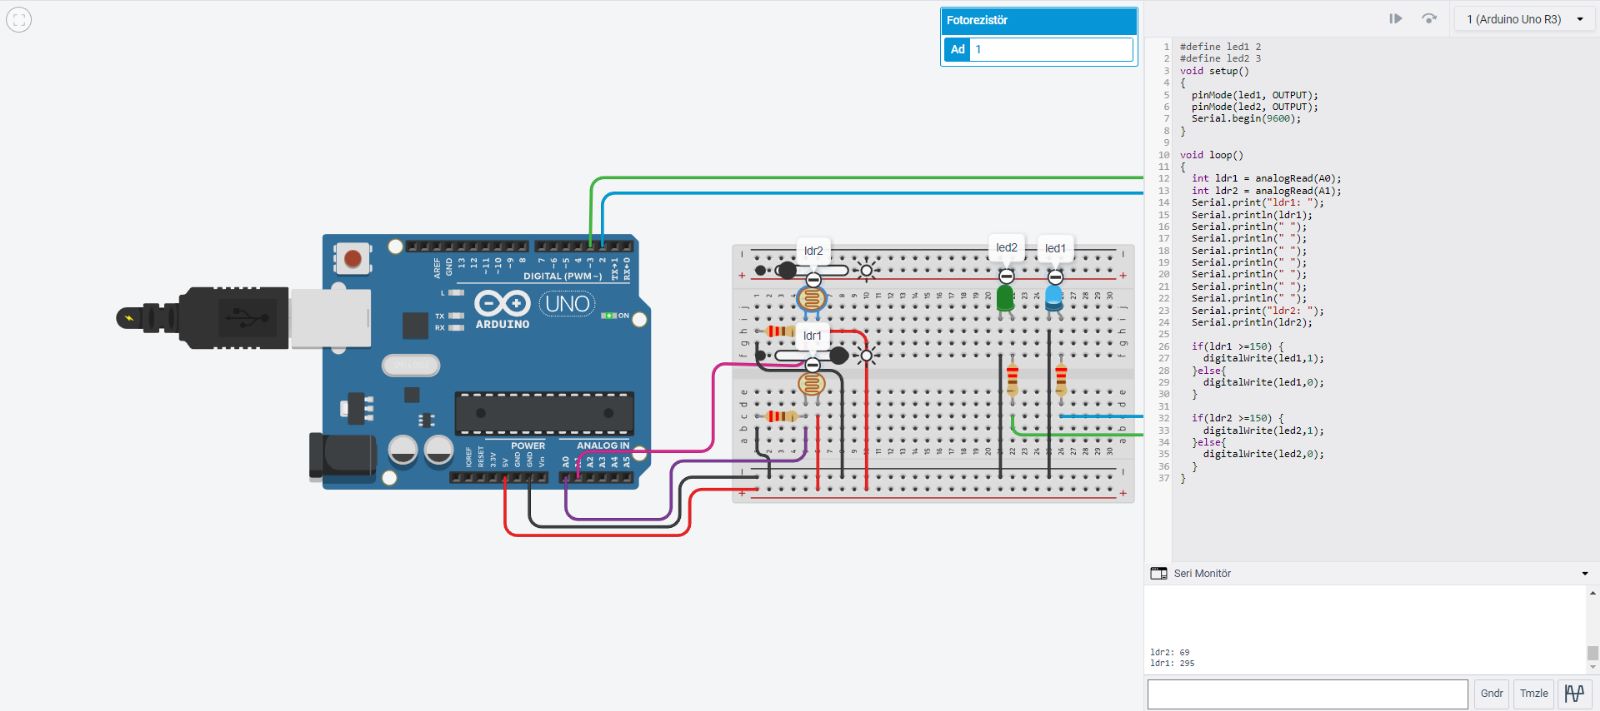 Fotorezistör
Ad 1
1 (Arduino Uno R3)
1 #define led1 2
2 #define led2 3
3 void setup()
4 {
5 pinMode(led1, OUTPUT);
6 pinMode(led2, OUTPUT);
7 Serial.begin(9600);
8 }
9
10 void loop()
11 {
12 int ldr1 = analogRead(A0);
13 int ldr2 = analogRead(A1);
14 Serial.print("ldr1: ");
15 Serial.println(ldr1);
16 Serial.println(" ");
17 Serial.println(" ");
18 Serial.println(" ");
19 Serial.println(" ");
20 Serial.println(" ");
21 Serial.println(" ");
22 Serial.println(" ");
23 Serial.print("ldr2: ");
24 Serial.println(ldr2);
25
26 if(ldr1 >=150) {
27 digitalWrite(led1,1);
28 }else{
29 digitalWrite(led1,0);
30 }
31
32 if(ldr2 >=150) {
33 digitalWrite(led2,1);
34 }else{
35 digitalWrite(led2,0);
36 }
37 }
Seri Monitör
ldr2: 69
ldr1: 295
Gndr Tmzle
ldr2
led2
led1
ldr1
AREF GND 13 12 ~11 ~10 ~9 8 7 ~6 ~5 4 ~3 2 TX→1 RX←0
DIGITAL (PWM~)
L
TX
RX
ARDUINO
UNO
ON
POWER
ANALOG IN
IOREF RESET 3.3V 5V GND GND Vin A0 A1 A2 A3 A4 A5